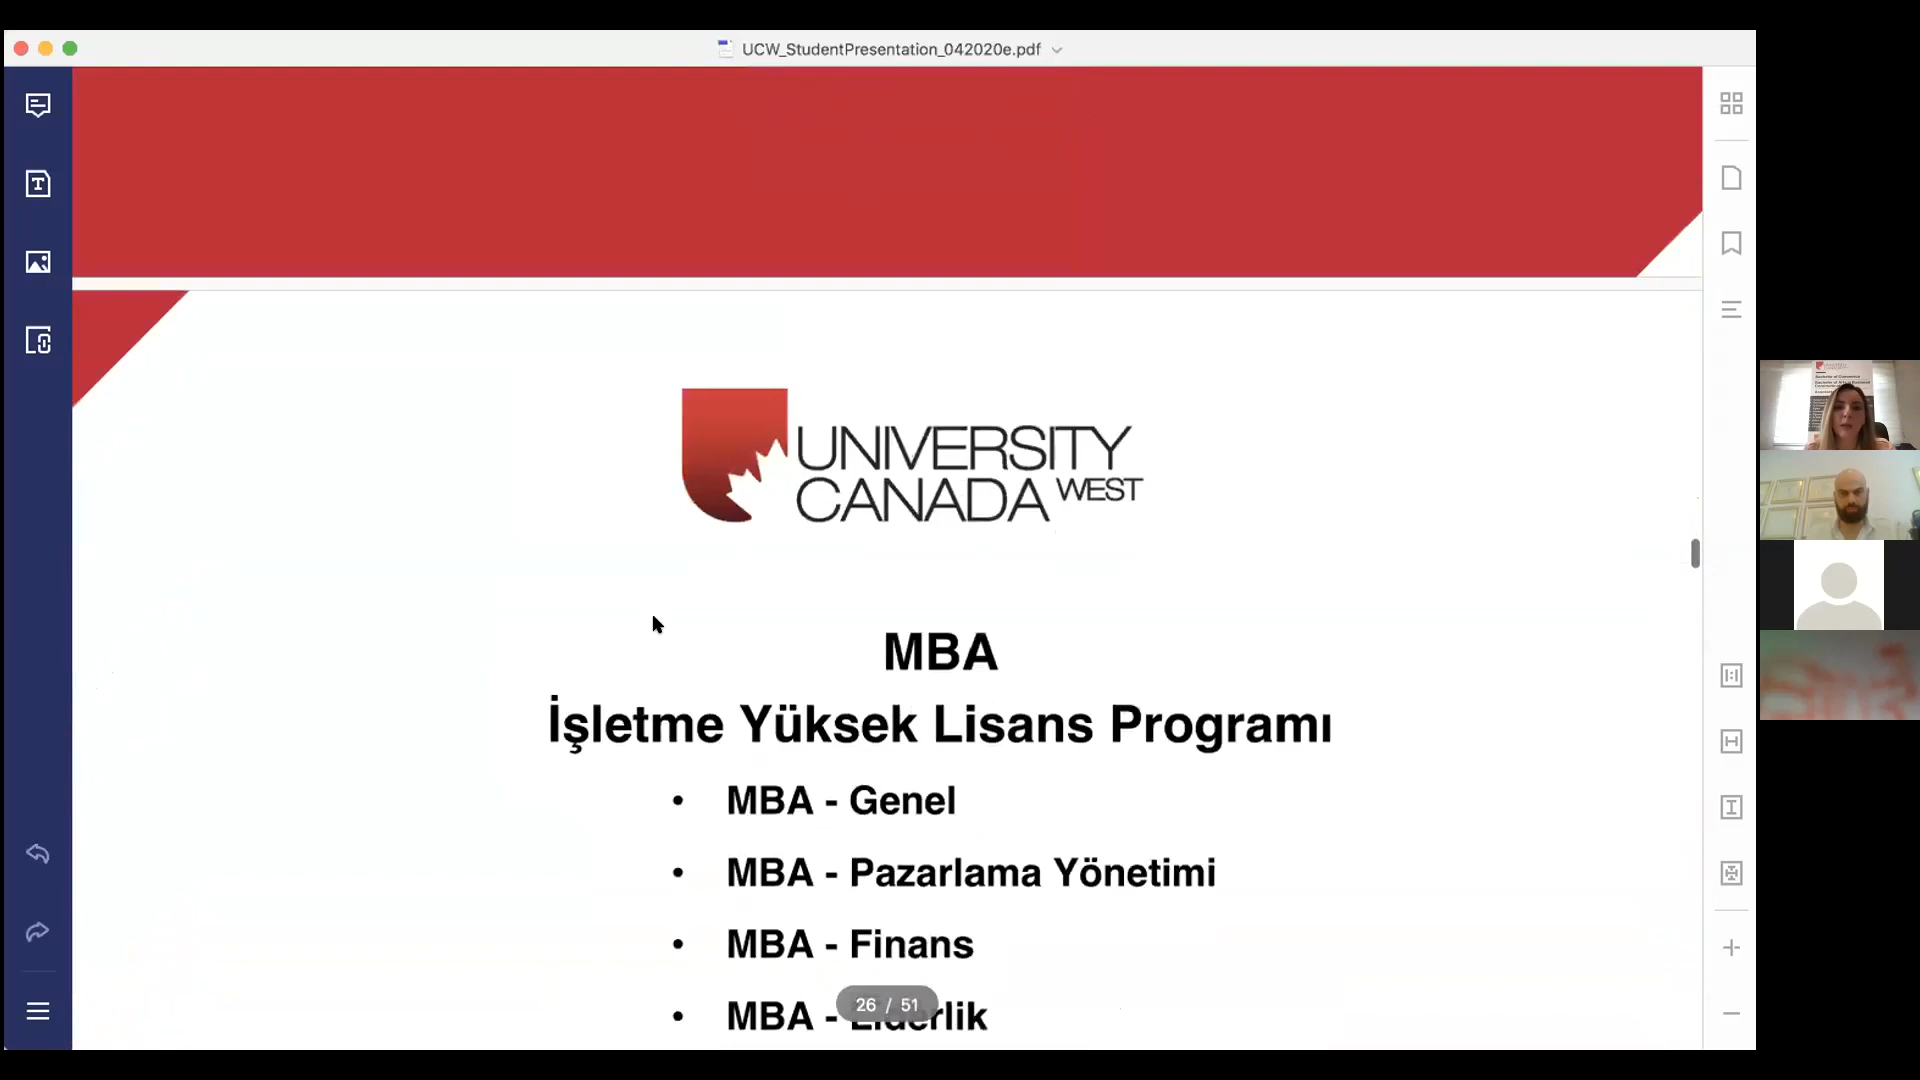 UCW_StudentPresentation_042020e.pdf
UNIVERSITY
CANADA WEST
MBA
İşletme Yüksek Lisans Programı
• MBA - Genel
• MBA - Pazarlama Yönetimi
• MBA - Finans
• MBA - Liderlik
26 / 51